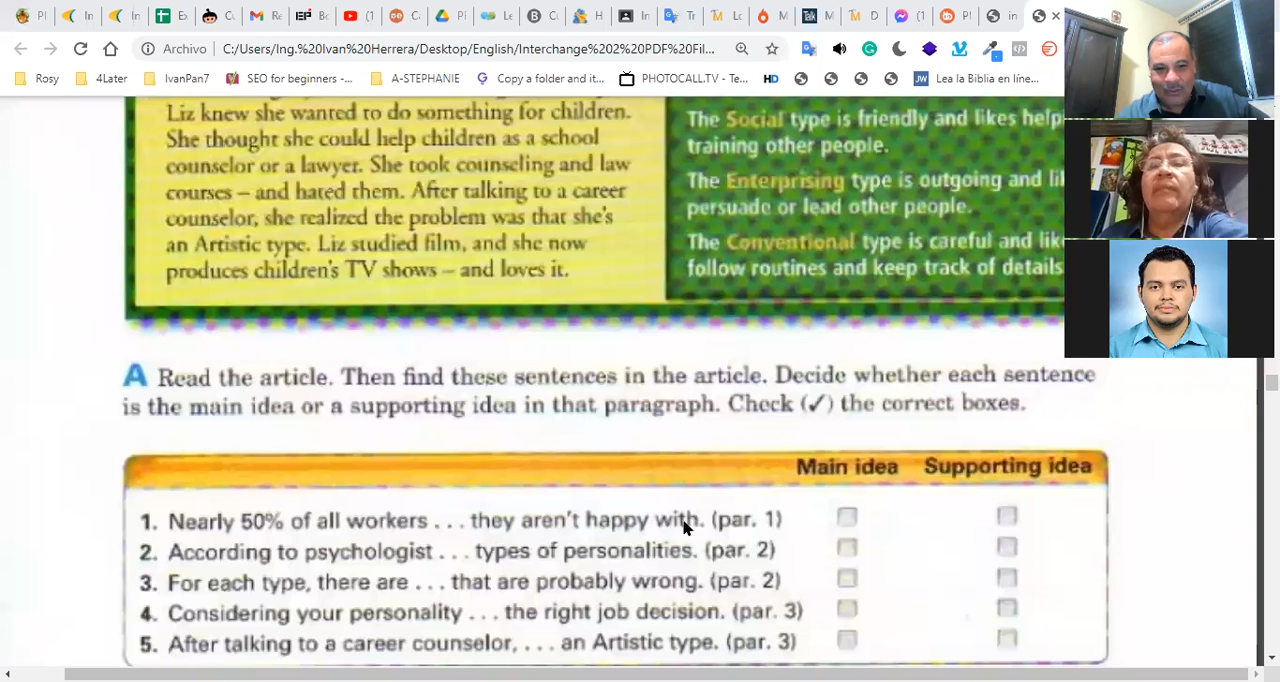 Archivo C:/Users/Ing.%20Ivan%20Herrera/Desktop/English/Interchange%202%20PDF%20Fil...
Rosy 4Later IvanPan7 SEO for beginners -... A-STEPHANIE Copy a folder and it... PHOTOCALL.TV - Te... HD JW Lea la Biblia en líne...
Liz knew she wanted to do something for children.
She thought she could help children as a school
counselor or a lawyer. She took counseling and law
courses – and hated them. After talking to a career
counselor, she realized the problem was that she's
an Artistic type. Liz studied film, and she now
produces children's TV shows – and loves it.
The Social type is friendly and likes help
training other people.
The Enterprising type is outgoing and li
persuade or lead other people.
The Conventional type is careful and lik
follow routines and keep track of details
A Read the article. Then find these sentences in the article. Decide whether each sentence
is the main idea or a supporting idea in that paragraph. Check (✓) the correct boxes.
Main idea Supporting idea
1. Nearly 50% of all workers . . . they aren't happy with. (par. 1)
2. According to psychologist . . . types of personalities. (par. 2)
3. For each type, there are . . . that are probably wrong. (par. 2)
4. Considering your personality . . . the right job decision. (par. 3)
5. After talking to a career counselor, . . . an Artistic type. (par. 3)